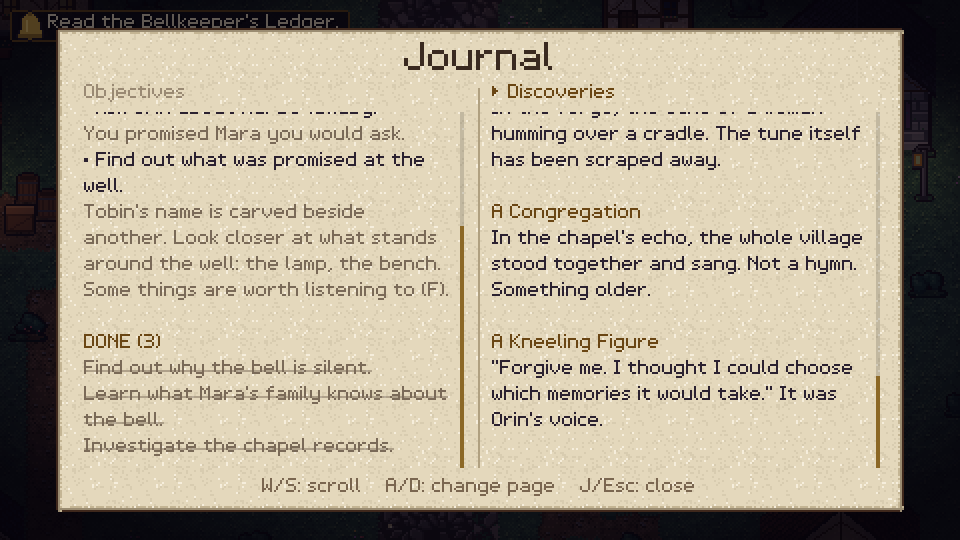 Read the Bellkeeper's Ledger.
Journal
Objectives
You promised Mara you would ask.
• Find out what was promised at the
well.
Tobin's name is carved beside
another. Look closer at what stands
around the well: the lamp, the bench.
Some things are worth listening to (F).
DONE (3)
Find out why the bell is silent.
Learn what Mara's family knows about
the bell.
Investigate the chapel records.
Discoveries
humming over a cradle. The tune itself
has been scraped away.
A Congregation
In the chapel's echo, the whole village
stood together and sang. Not a hymn.
Something older.
A Kneeling Figure
"Forgive me. I thought I could choose
which memories it would take." It was
Orin's voice.
W/S: scroll A/D: change page J/Esc: close